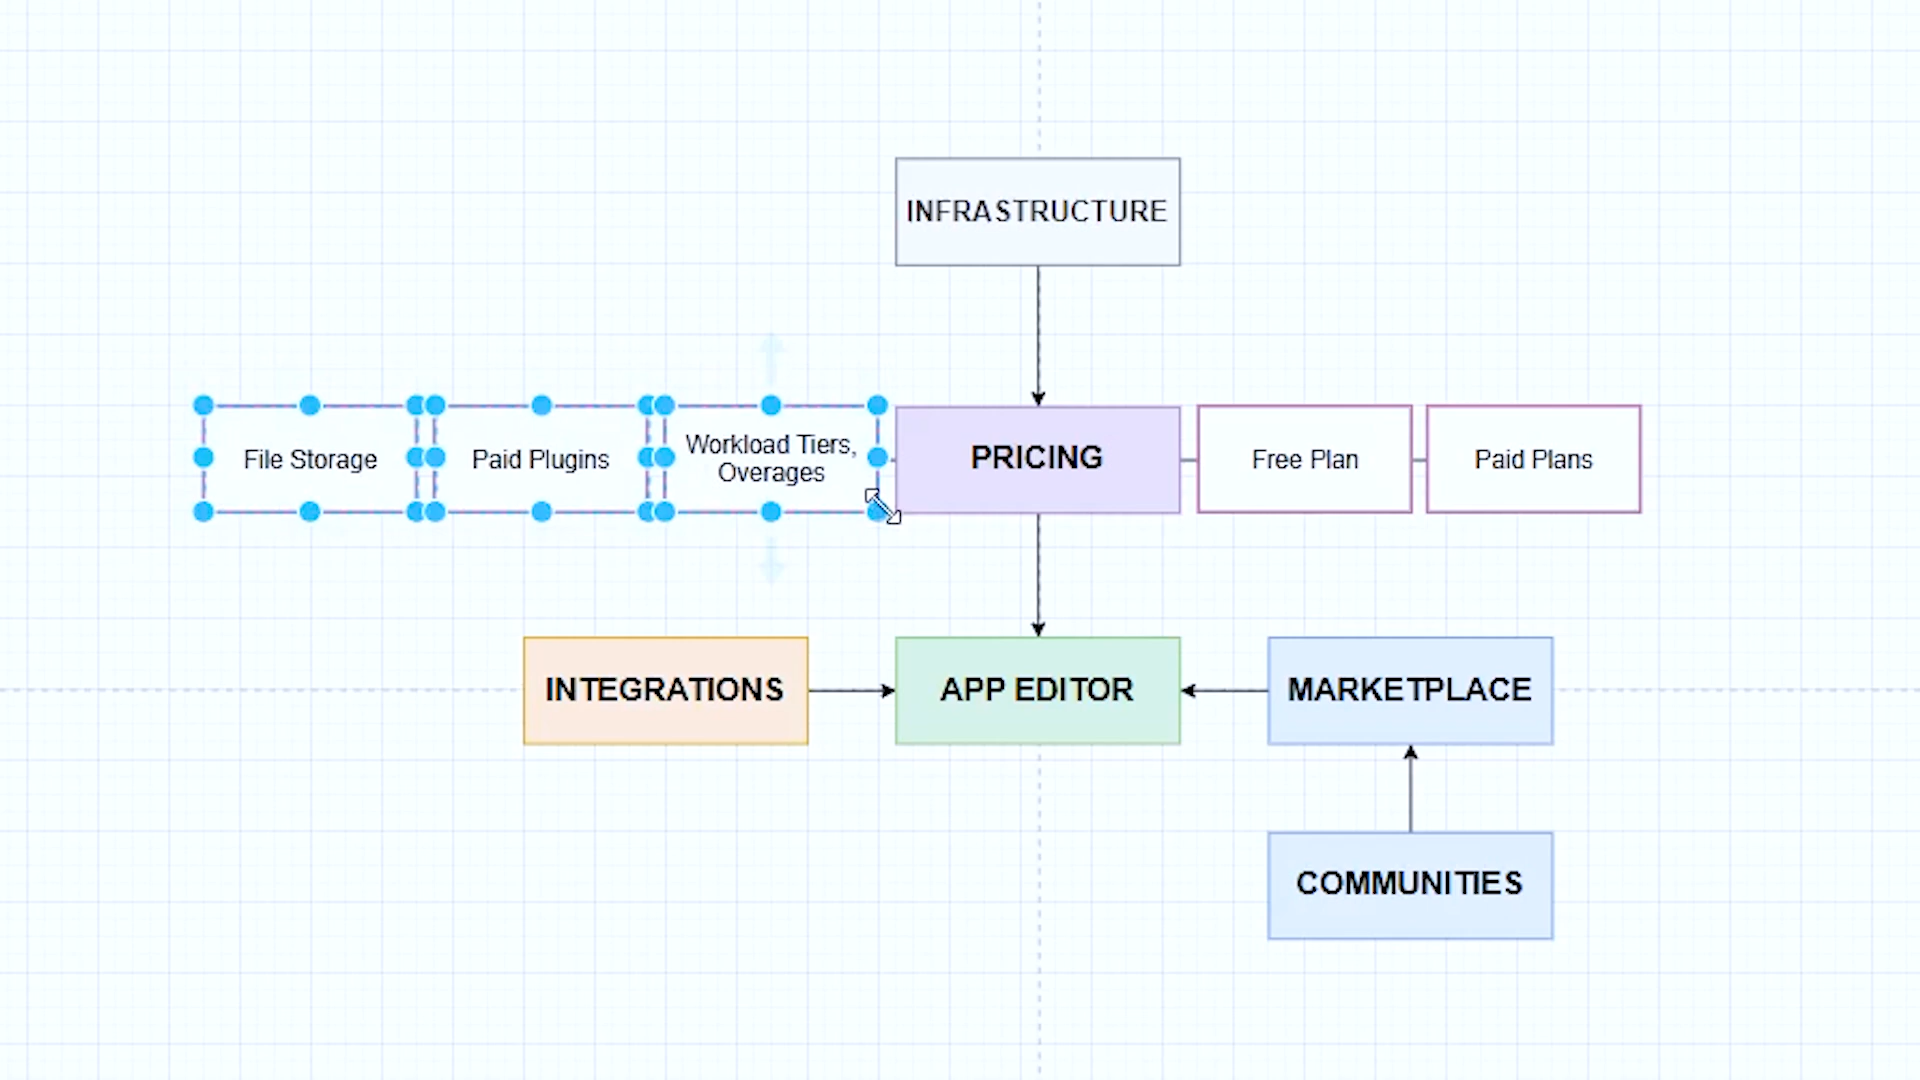 INFRASTRUCTURE
File Storage
Paid Plugins
Workload Tiers,
Overages
PRICING
Free Plan
Paid Plans
INTEGRATIONS
APP EDITOR
MARKETPLACE
COMMUNITIES